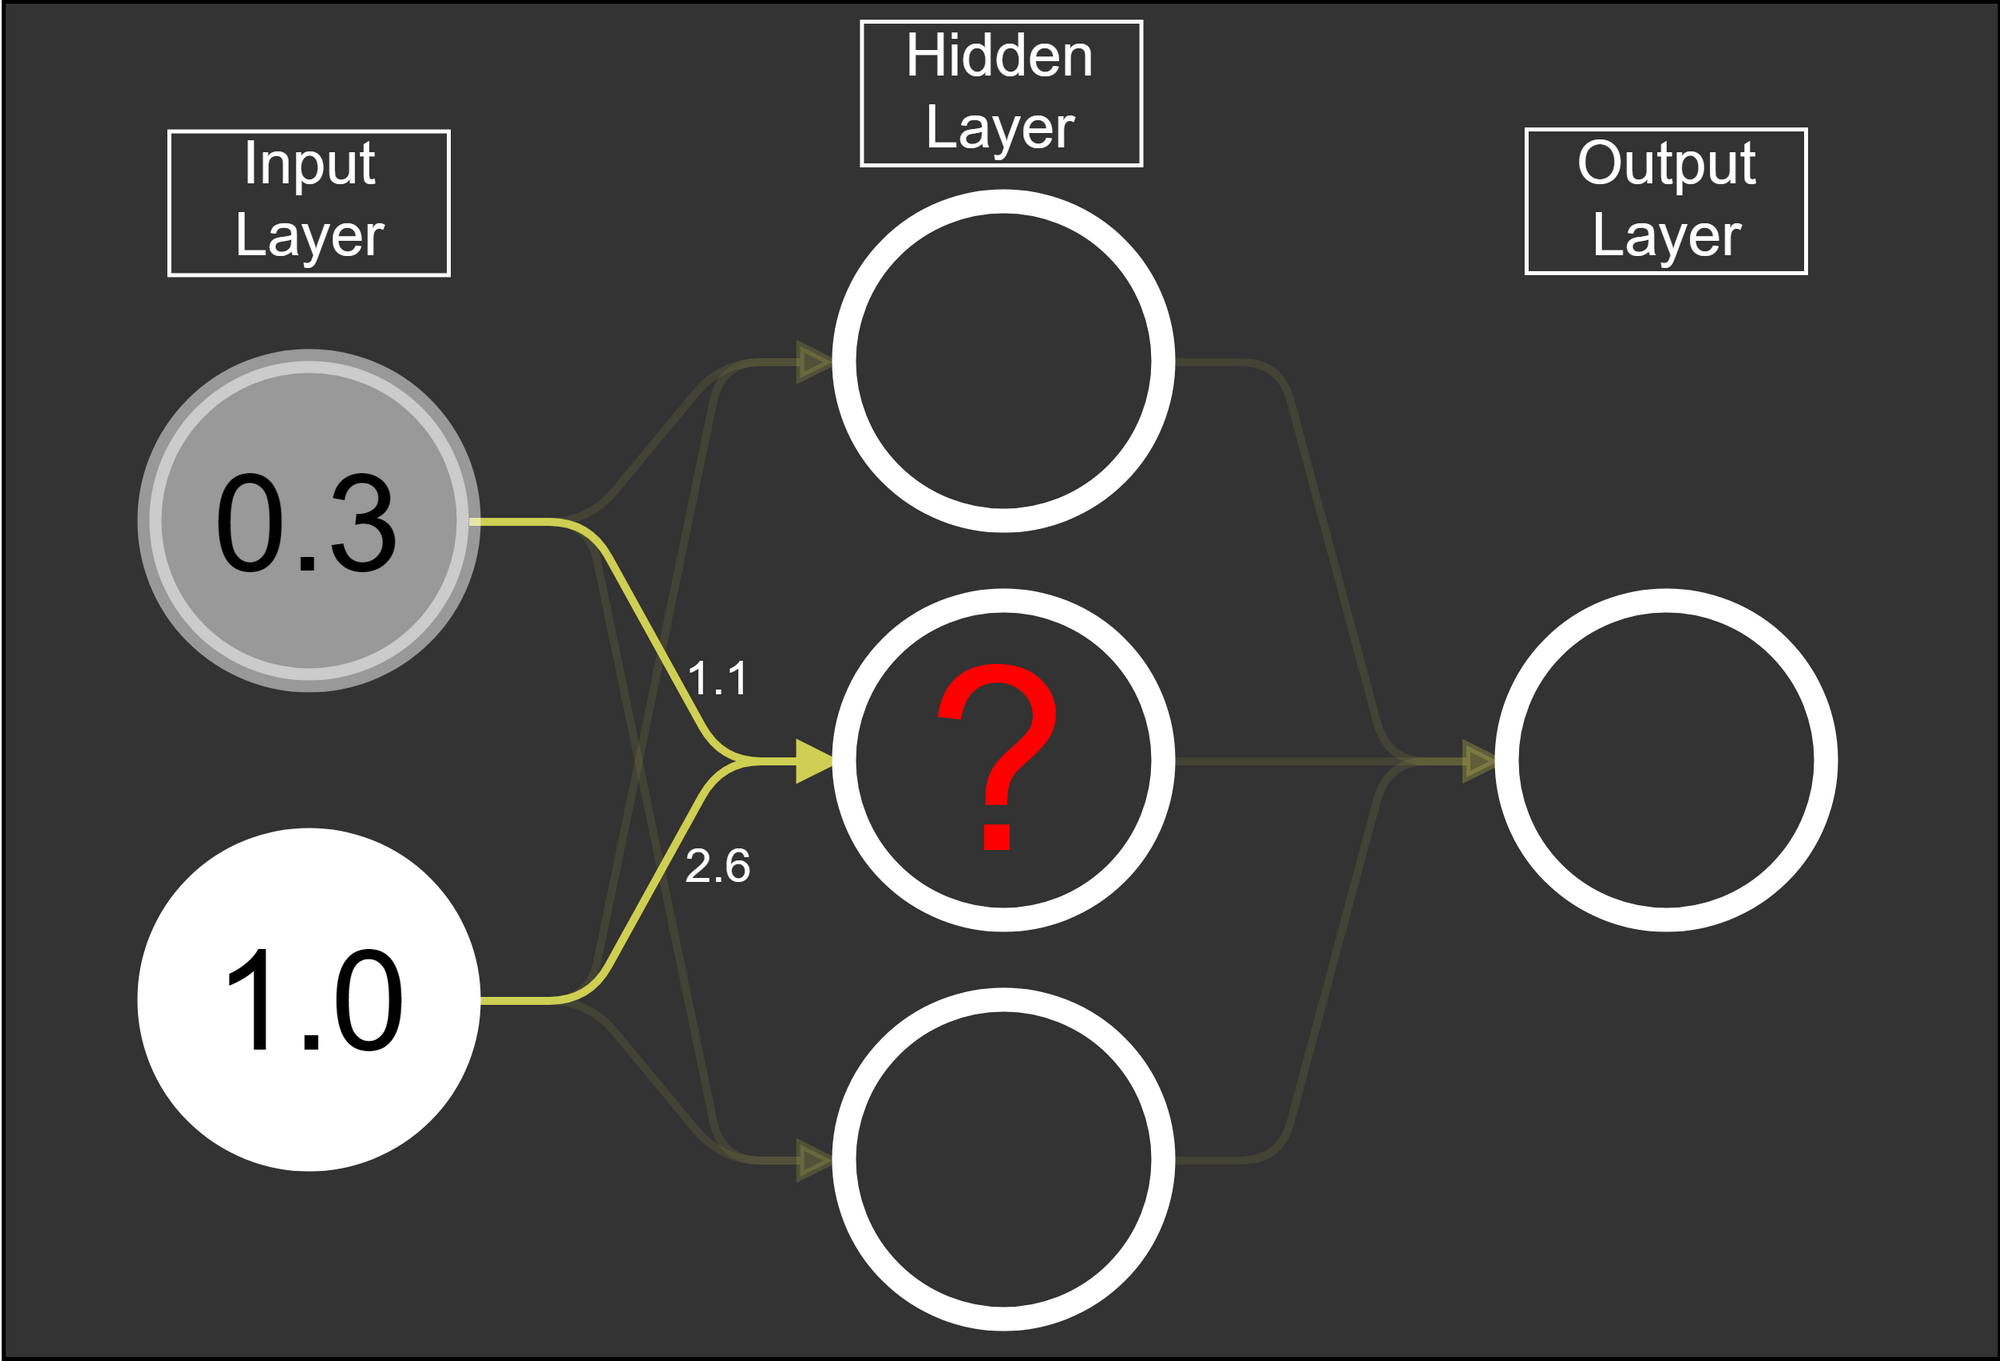 Hidden
Layer
Input
Layer
Output
Layer
0.3
1.1
?
2.6
1.0